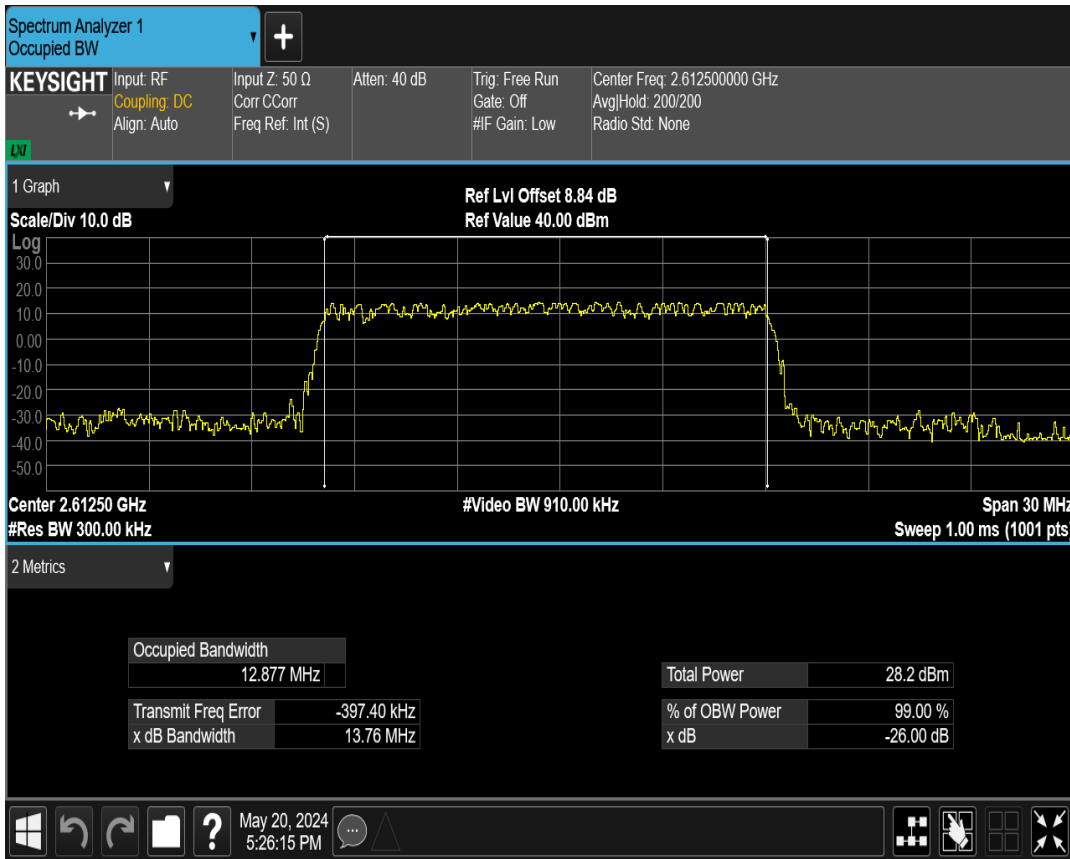 Spectrum Analyzer 1
Occupied BW
KEYSIGHT
LXI
Input: RF
Coupling: DC
Align: Auto
Input Z: 50 Ω
Corr CCorr
Freq Ref: Int (S)
Atten: 40 dB
Trig: Free Run
Gate: Off
#IF Gain: Low
Center Freq: 2.612500000 GHz
Avg|Hold: 200/200
Radio Std: None
1 Graph
Scale/Div 10.0 dB
Ref Lvl Offset 8.84 dB
Ref Value 40.00 dBm
Log
30.0
20.0
10.0
0.00
-10.0
-20.0
-30.0
-40.0
-50.0
Center 2.61250 GHz
#Res BW 300.00 kHz
#Video BW 910.00 kHz
Span 30 MHz
Sweep 1.00 ms (1001 pts)
2 Metrics
Occupied Bandwidth
12.877 MHz
Transmit Freq Error -397.40 kHz
x dB Bandwidth 13.76 MHz
Total Power 28.2 dBm
% of OBW Power 99.00 %
x dB -26.00 dB
?
May 20, 2024
5:26:15 PM